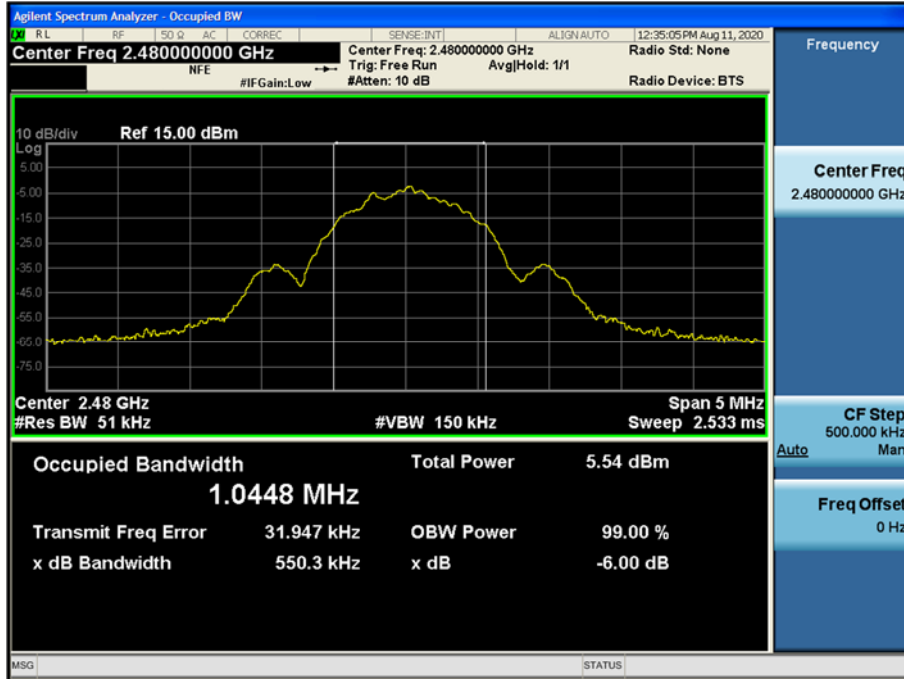 Agilent Spectrum Analyzer - Occupied BW
LXI RL RF 50 Ω AC CORREC SENSE:INT ALIGN AUTO 12:35:05 PM Aug 11, 2020
Center Freq 2.480000000 GHz
NFE
#IFGain:Low
Center Freq: 2.480000000 GHz
Trig: Free Run Avg|Hold: 1/1
#Atten: 10 dB
Radio Std: None
Radio Device: BTS
10 dB/div Ref 15.00 dBm
Log
5.00
-5.00
-15.0
-25.0
-35.0
-45.0
-55.0
-65.0
-75.0
Center 2.48 GHz Span 5 MHz
#Res BW 51 kHz #VBW 150 kHz Sweep 2.533 ms
Occupied Bandwidth Total Power 5.54 dBm
1.0448 MHz
Transmit Freq Error 31.947 kHz OBW Power 99.00 %
x dB Bandwidth 550.3 kHz x dB -6.00 dB
MSG STATUS
Frequency
Center Freq
2.480000000 GHz
CF Step
500.000 kHz
Auto Man
Freq Offset
0 Hz